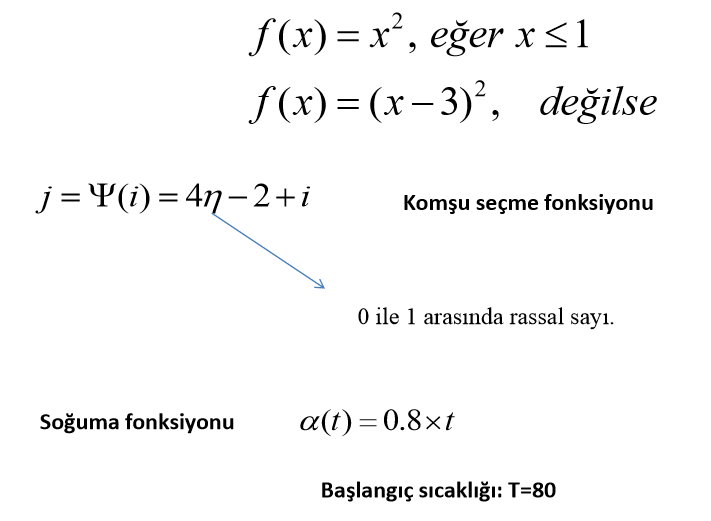 f(x) = x², eğer x ≤ 1
f(x) = (x − 3)², değilse
j = Ψ(i) = 4η − 2 + i Komşu seçme fonksiyonu
0 ile 1 arasında rassal sayı.
Soğuma fonksiyonu α(t) = 0.8 × t
Başlangıç sıcaklığı: T=80